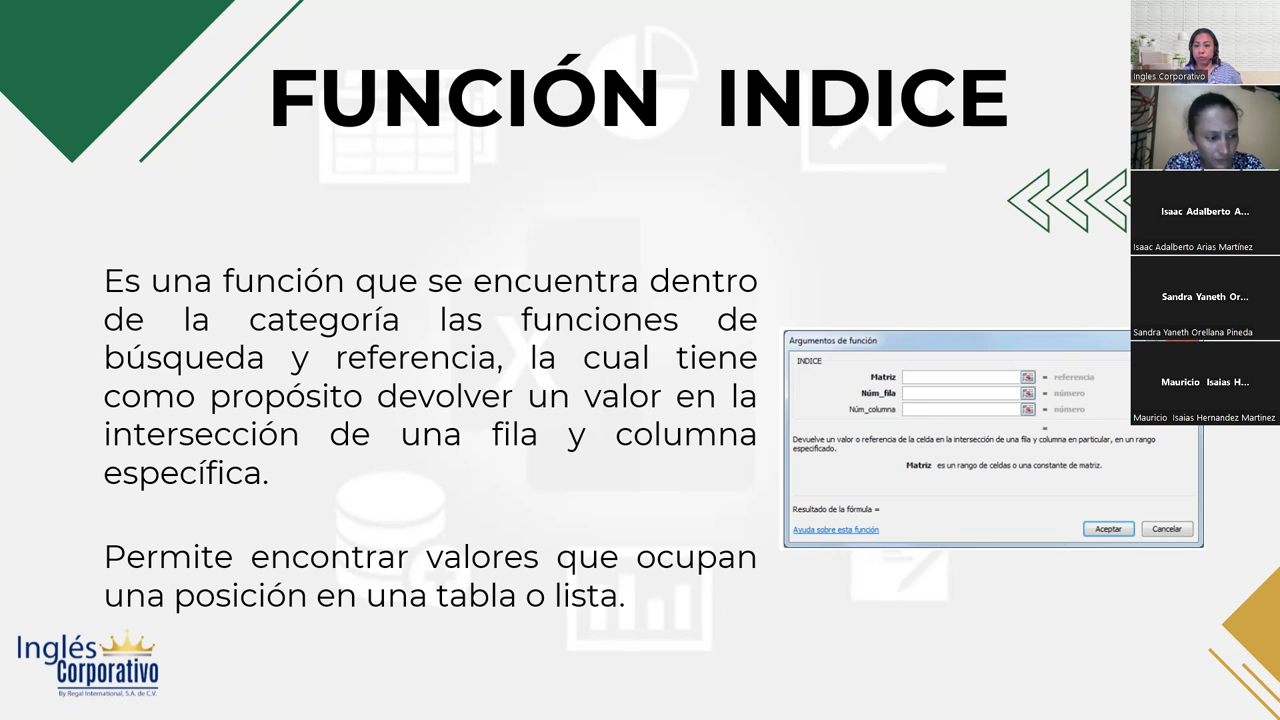 FUNCIÓN INDICE
Es una función que se encuentra dentro
de la categoría las funciones de
búsqueda y referencia, la cual tiene
como propósito devolver un valor en la
intersección de una fila y columna
específica.
Permite encontrar valores que ocupan
una posición en una tabla o lista.
Inglés
Corporativo
By Regal International, S.A. de C.V.
Argumentos de función
INDICE
Matriz = referencia
Núm_fila = número
Núm_columna = número
=
Devuelve un valor o referencia de la celda en la intersección de una fila y columna en particular, en un rango
especificado.
Matriz es un rango de celdas o una constante de matriz.
Resultado de la fórmula =
Ayuda sobre esta función
Aceptar
Cancelar
Ingles Corporativo
Isaac Adalberto A...
Isaac Adalberto Arias Martínez
Sandra Yaneth Or...
Sandra Yaneth Orellana Pineda
Mauricio Isaias H...
Mauricio Isaias Hernandez Martinez